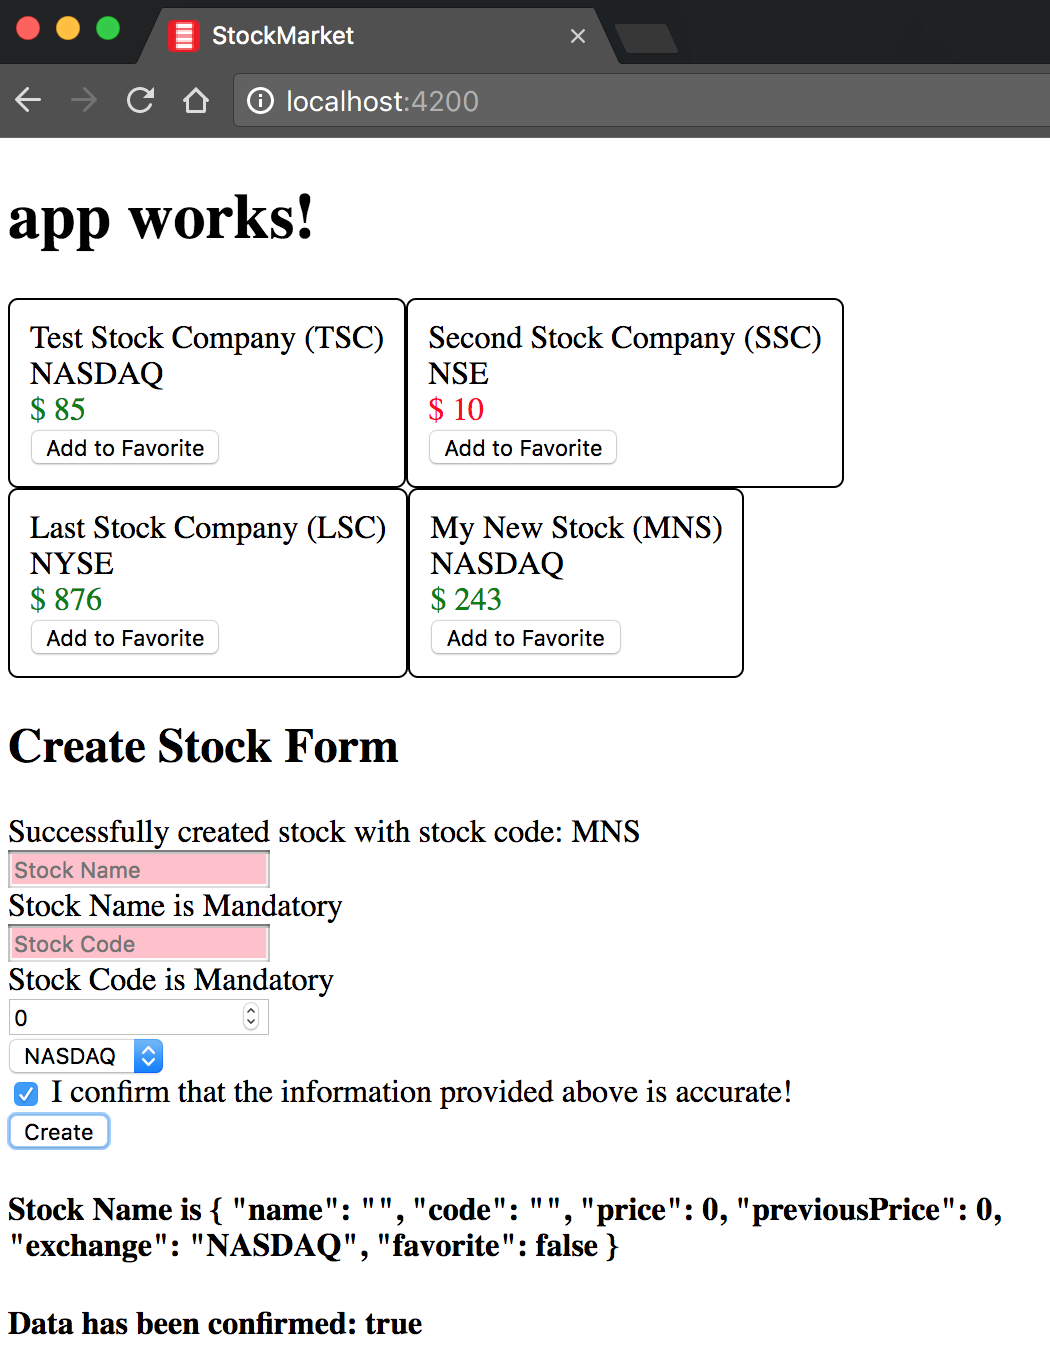 StockMarket
localhost:4200
app works!
Test Stock Company (TSC)
NASDAQ
$ 85
Add to Favorite
Second Stock Company (SSC)
NSE
$ 10
Add to Favorite
Last Stock Company (LSC)
NYSE
$ 876
Add to Favorite
My New Stock (MNS)
NASDAQ
$ 243
Add to Favorite
Create Stock Form
Successfully created stock with stock code: MNS
Stock Name
Stock Name is Mandatory
Stock Code
Stock Code is Mandatory
0
NASDAQ
I confirm that the information provided above is accurate!
Create
Stock Name is { "name": "", "code": "", "price": 0, "previousPrice": 0,
"exchange": "NASDAQ", "favorite": false }
Data has been confirmed: true